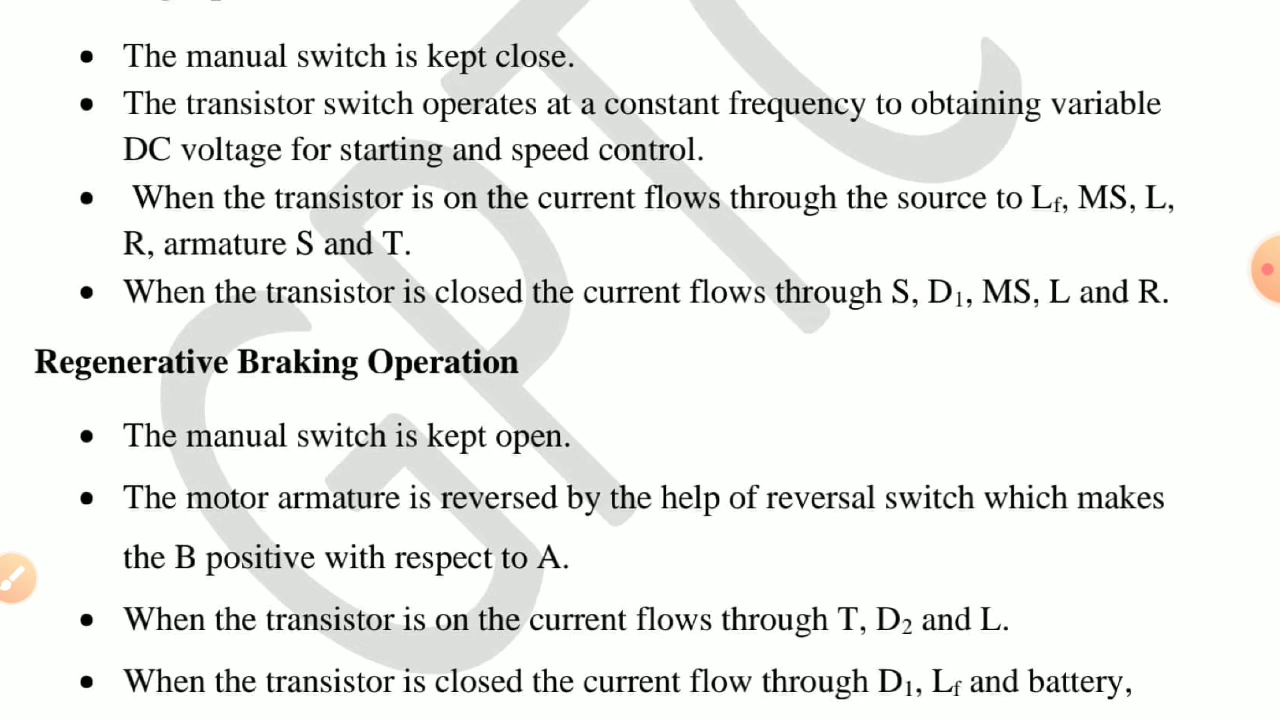 • The manual switch is kept close.
• The transistor switch operates at a constant frequency to obtaining variable
DC voltage for starting and speed control.
• When the transistor is on the current flows through the source to Lf, MS, L,
R, armature S and T.
• When the transistor is closed the current flows through S, D1, MS, L and R.
Regenerative Braking Operation
• The manual switch is kept open.
• The motor armature is reversed by the help of reversal switch which makes
the B positive with respect to A.
• When the transistor is on the current flows through T, D2 and L.
• When the transistor is closed the current flow through D1, Lf and battery,
GPTC